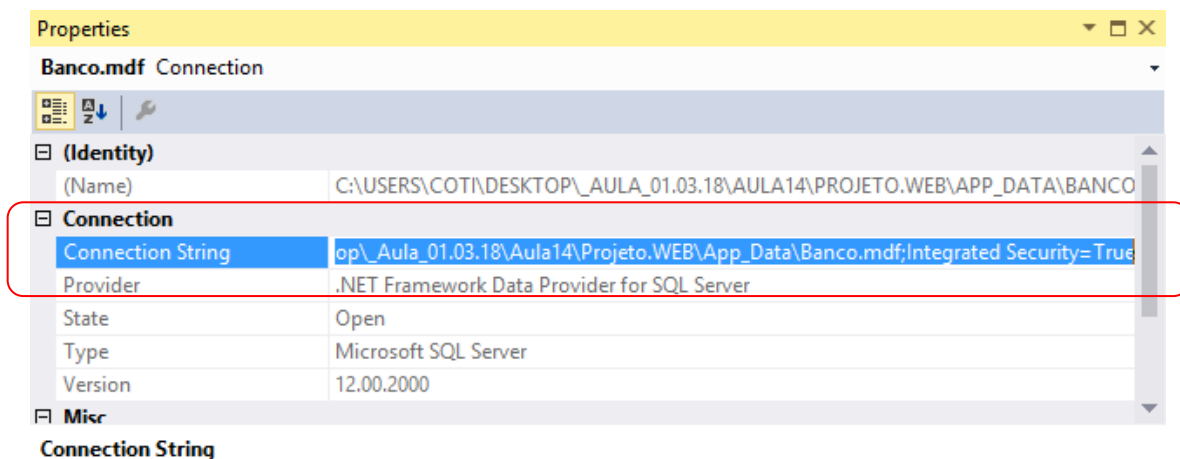 Properties
Banco.mdf Connection
(Identity)
(Name) C:\USERS\COTI\DESKTOP\_AULA_01.03.18\AULA14\PROJETO.WEB\APP_DATA\BANCO
Connection
Connection String op\_Aula_01.03.18\Aula14\Projeto.WEB\App_Data\Banco.mdf;Integrated Security=True
Provider .NET Framework Data Provider for SQL Server
State Open
Type Microsoft SQL Server
Version 12.00.2000
Misc
Connection String